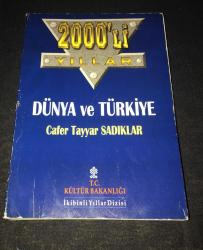 2000'Lİ
YILLAR
DÜNYA ve TÜRKİYE
Cafer Tayyar SADIKLAR
T.C.
KÜLTÜR BAKANLIĞI
İkibinli Yıllar Dizisi